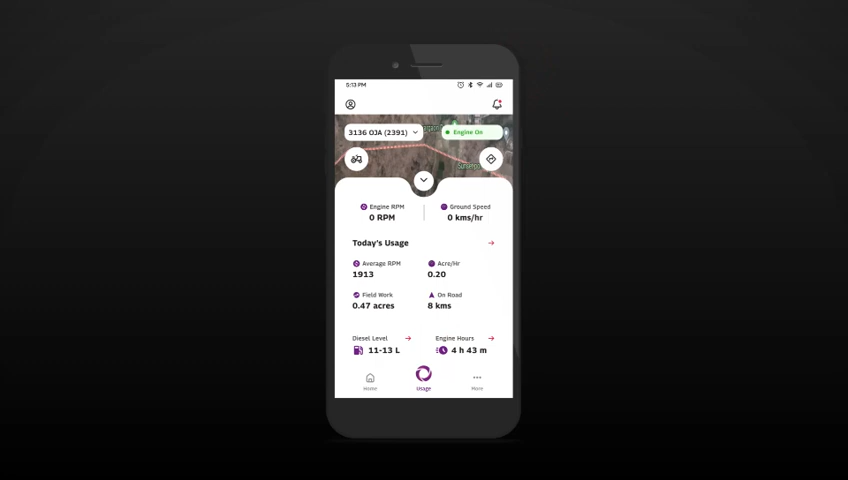 5:13 PM
3136 OJA (2391)
Engine On
Engine RPM
0 RPM
Ground Speed
0 kms/hr
Today's Usage
Average RPM
1913
Acre/Hr
0.20
Field Work
0.47 acres
On Road
8 kms
Diesel Level
11-13 L
Engine Hours
4 h 43 m
Home
Usage
More